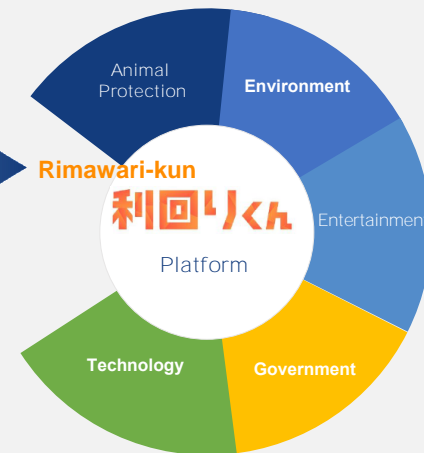 Animal
Protection
Environment
Rimawari-kun
利回りくん
Entertainmen
Platform
Technology
Government